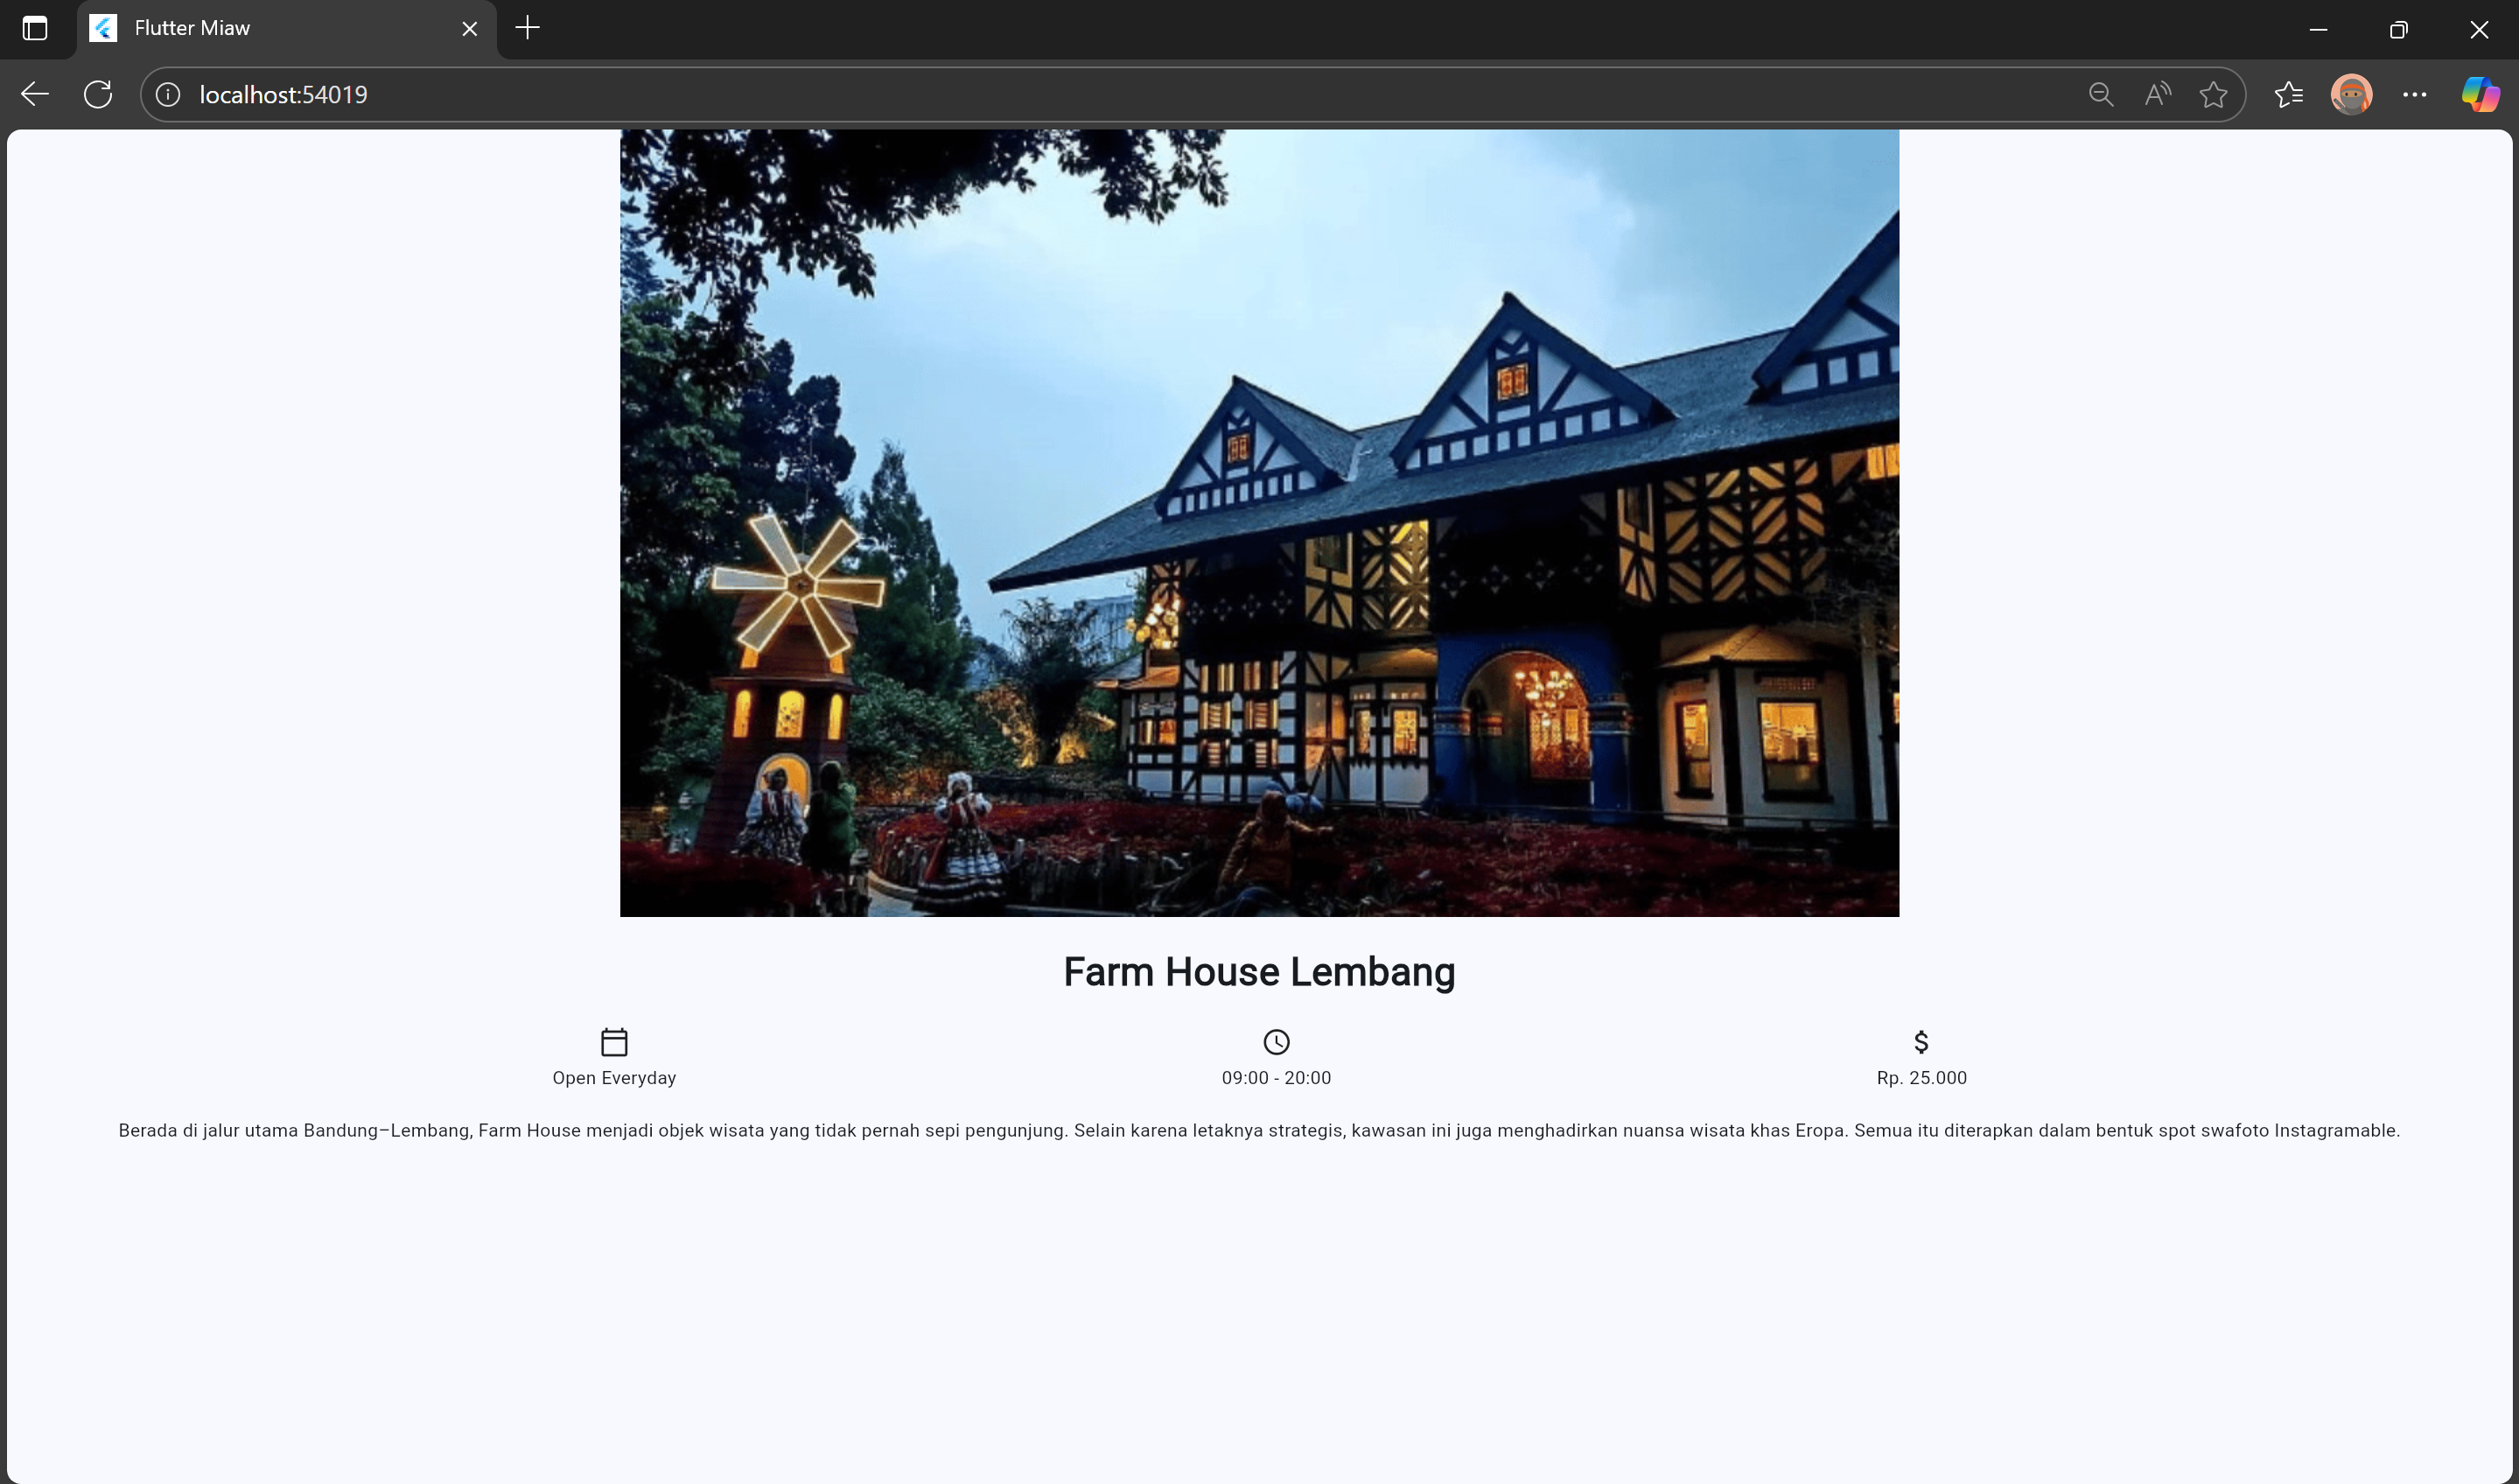 Flutter Miaw
localhost:54019
Farm House Lembang
Open Everyday
09:00 - 20:00
Rp. 25.000
Berada di jalur utama Bandung–Lembang, Farm House menjadi objek wisata yang tidak pernah sepi pengunjung. Selain karena letaknya strategis, kawasan ini juga menghadirkan nuansa wisata khas Eropa. Semua itu diterapkan dalam bentuk spot swafoto Instagramable.